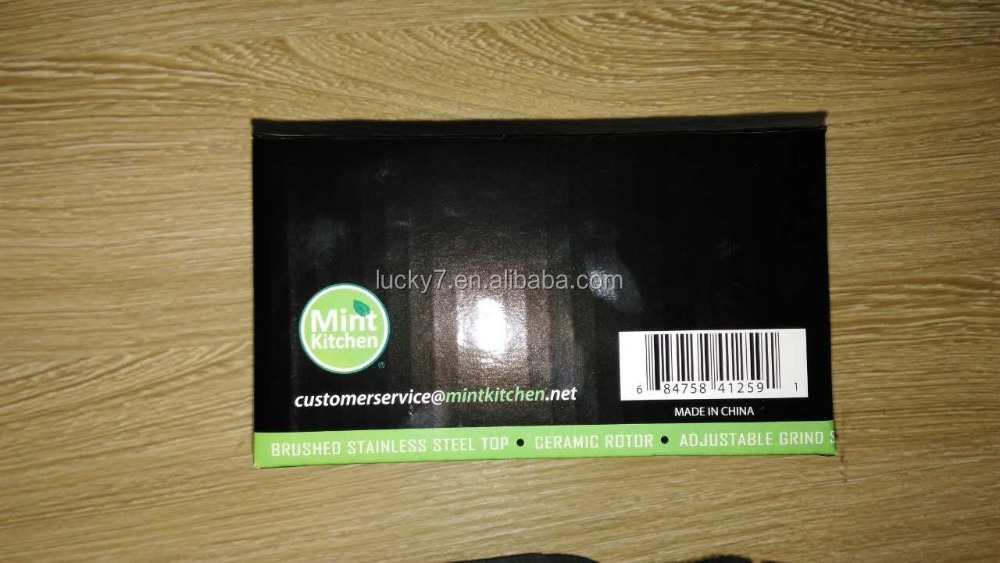 lucky7.en.alibaba.com
Mint
Kitchen
®
customerservice@mintkitchen.net
6 84758 41259 1
MADE IN CHINA
BRUSHED STAINLESS STEEL TOP • CERAMIC ROTOR • ADJUSTABLE GRIND S